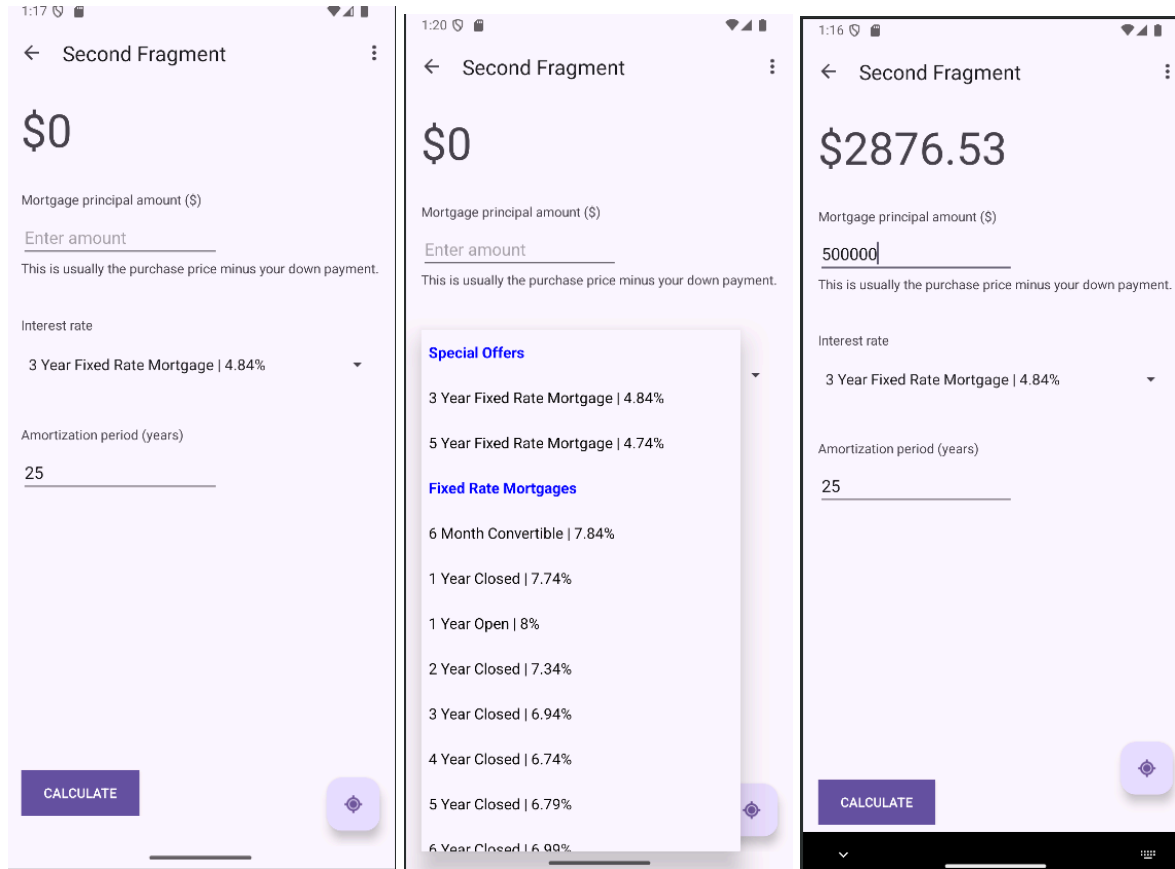 1:17
Second Fragment
$0
Mortgage principal amount ($)
Enter amount
This is usually the purchase price minus your down payment.
Interest rate
3 Year Fixed Rate Mortgage | 4.84%
Amortization period (years)
25
CALCULATE
1:20
Second Fragment
$0
Mortgage principal amount ($)
Enter amount
This is usually the purchase price minus your down payment.
Special Offers
3 Year Fixed Rate Mortgage | 4.84%
5 Year Fixed Rate Mortgage | 4.74%
Fixed Rate Mortgages
6 Month Convertible | 7.84%
1 Year Closed | 7.74%
1 Year Open | 8%
2 Year Closed | 7.34%
3 Year Closed | 6.94%
4 Year Closed | 6.74%
5 Year Closed | 6.79%
6 Year Closed | 6.99%
1:16
Second Fragment
$2876.53
Mortgage principal amount ($)
500000
This is usually the purchase price minus your down payment.
Interest rate
3 Year Fixed Rate Mortgage | 4.84%
Amortization period (years)
25
CALCULATE